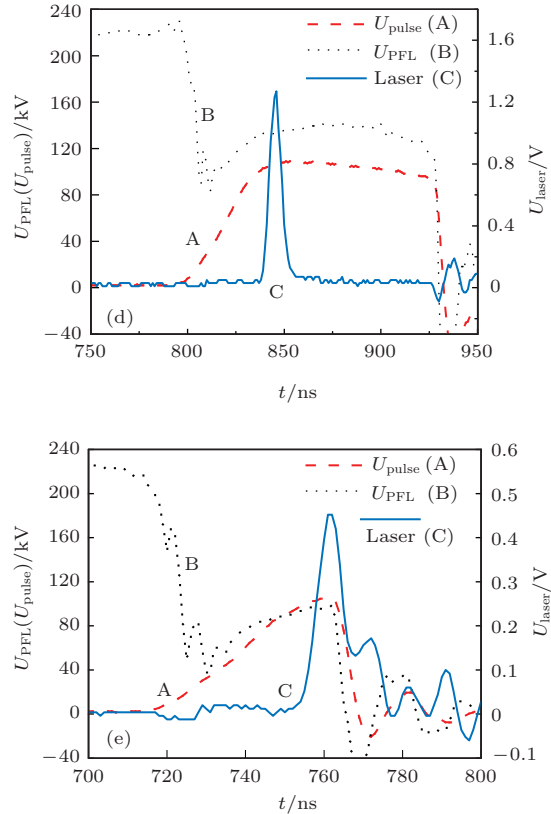 240
200
160
120
80
40
0
−40
U_PFL(U_pulse)/kV
U_pulse (A)
U_PFL (B)
Laser (C)
B
A
C
(d)
1.6
1.2
0.8
0.4
0
U_laser/V
750
800
850
900
950
t/ns
240
200
160
120
80
40
0
−40
U_PFL(U_pulse)/kV
U_pulse (A)
U_PFL (B)
Laser (C)
B
A
C
(e)
0.6
0.5
0.4
0.3
0.2
0.1
0
−0.1
U_laser/V
700
720
740
760
780
800
t/ns